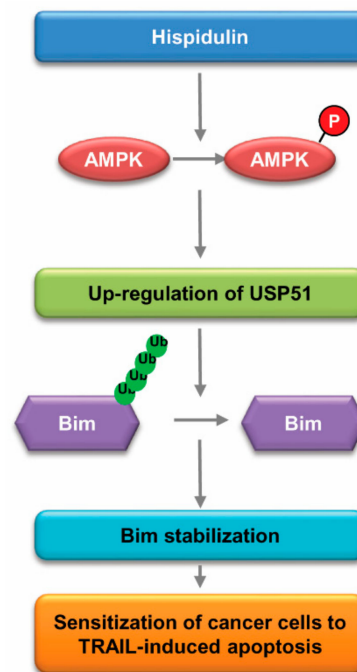 Hispidulin
P
AMPK
AMPK
Up-regulation of USP51
Ub
Ub
Ub
Ub
Bim
Bim
Bim stabilization
Sensitization of cancer cells to
TRAIL-induced apoptosis